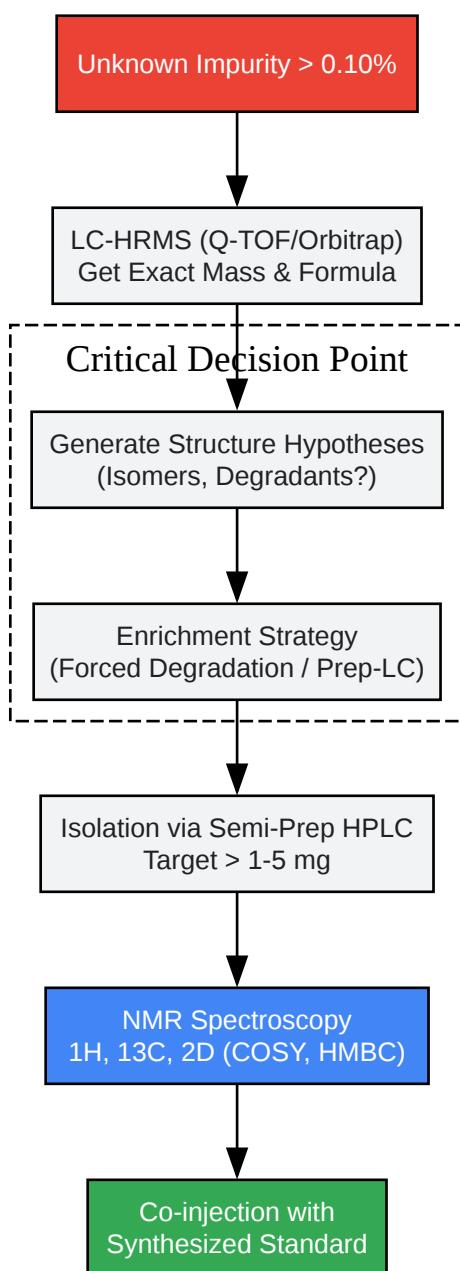 Unknown Impurity > 0.10%
LC-HRMS (Q-TOF/Orbitrap)
Get Exact Mass & Formula
Critical Decision Point
Generate Structure Hypotheses
(Isomers, Degradants?)
Enrichment Strategy
(Forced Degradation / Prep-LC)
Isolation via Semi-Prep HPLC
Target > 1-5 mg
NMR Spectroscopy
1H, 13C, 2D (COSY, HMBC)
Co-injection with
Synthesized Standard